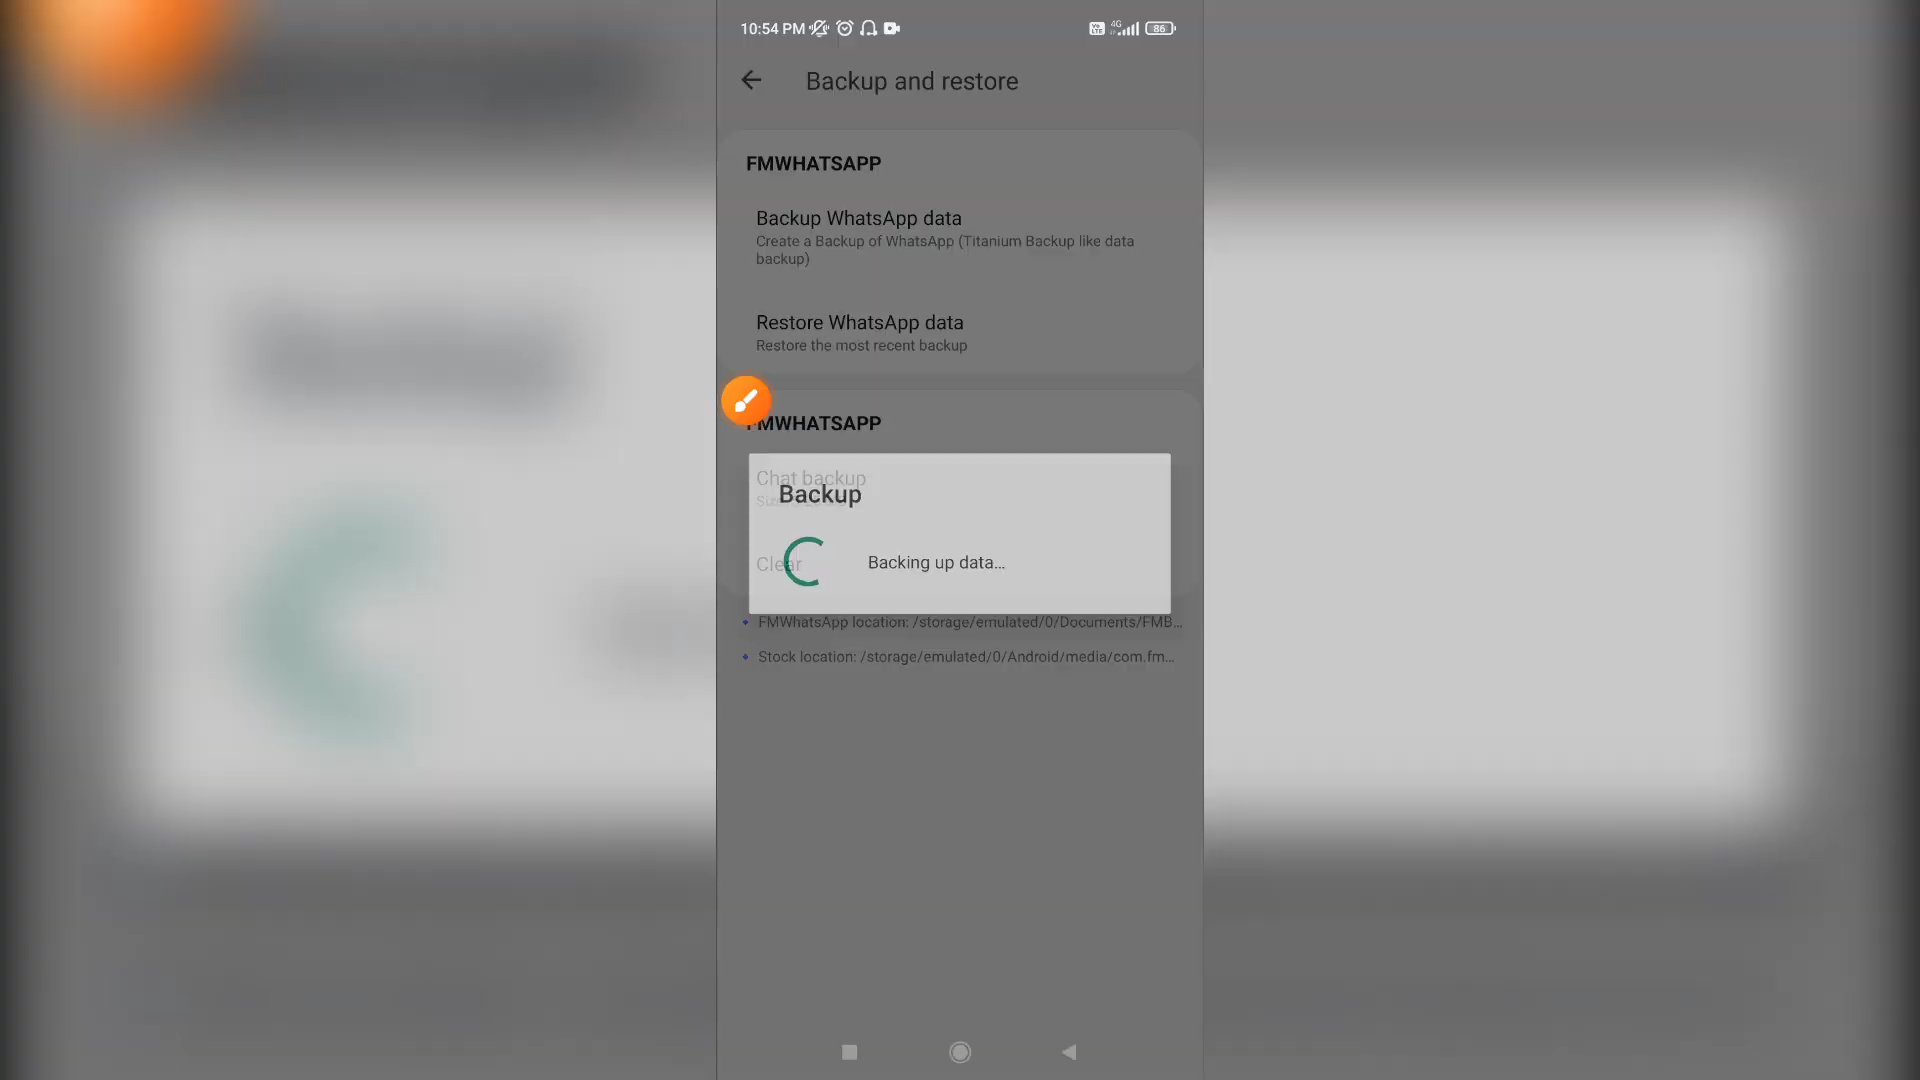 10:54 PM
4G
86
Backup and restore
FMWHATSAPP
Backup WhatsApp data
Create a Backup of WhatsApp (Titanium Backup like data
backup)
Restore WhatsApp data
Restore the most recent backup
FMWHATSAPP
Chat backup
Backup
Clear
Backing up data...
FMWhatsApp location: /storage/emulated/0/Documents/FMB...
Stock location: /storage/emulated/0/Android/media/com.fm...